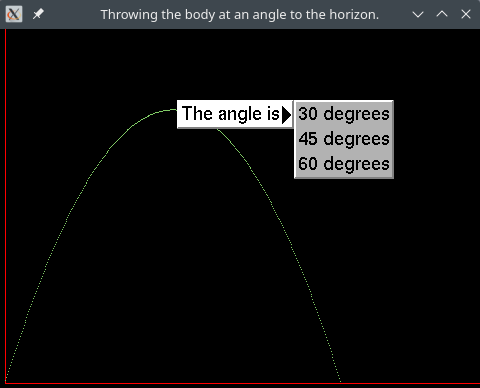 Throwing the body at an angle to the horizon.
The angle is
30 degrees
45 degrees
60 degrees